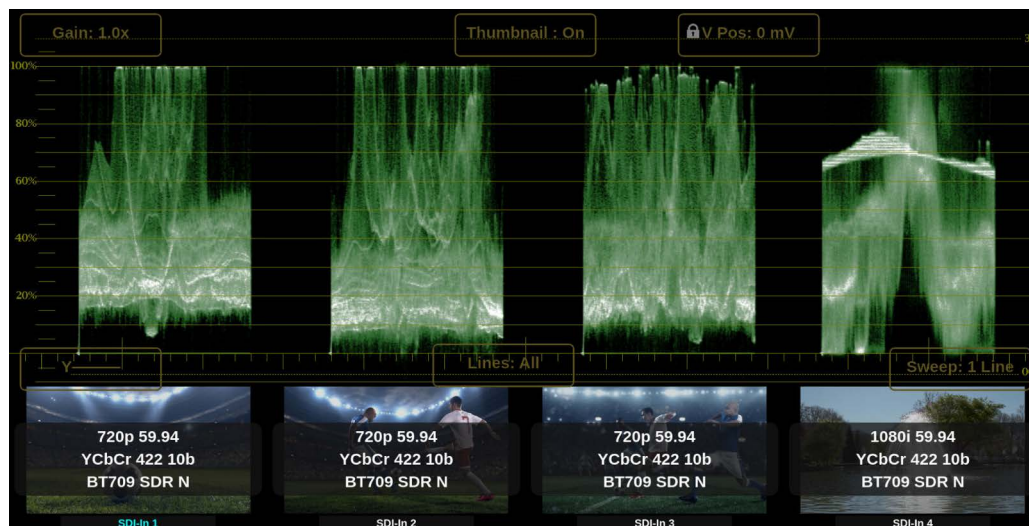 Gain: 1.0x
Thumbnail : On
V Pos: 0 mV
100%
80%
60%
40%
20%
Y
Lines: All
Sweep: 1 Line
720p 59.94
YCbCr 422 10b
BT709 SDR N
SDI-In 1
720p 59.94
YCbCr 422 10b
BT709 SDR N
SDI-In 2
720p 59.94
YCbCr 422 10b
BT709 SDR N
SDI-In 3
1080i 59.94
YCbCr 422 10b
BT709 SDR N
SDI-In 4